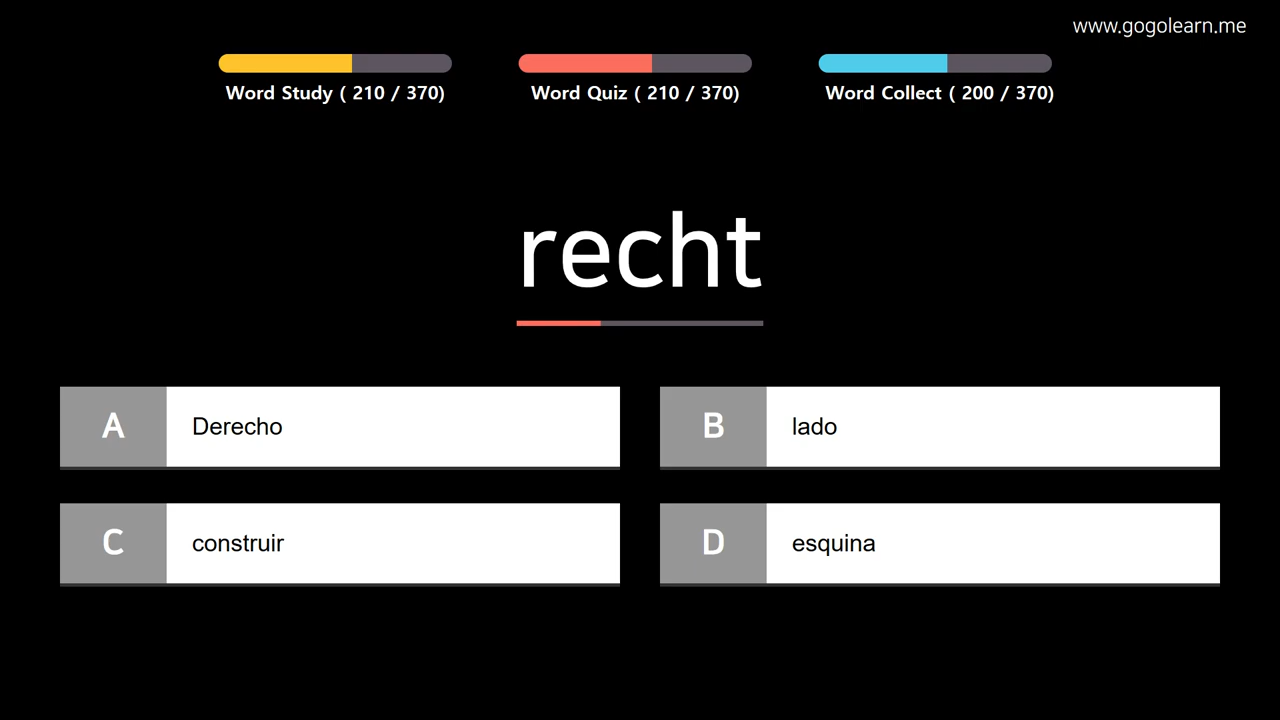 www.gogolearn.me
Word Study ( 210 / 370)
Word Quiz ( 210 / 370)
Word Collect ( 200 / 370)
recht
A
Derecho
B
lado
C
construir
D
esquina